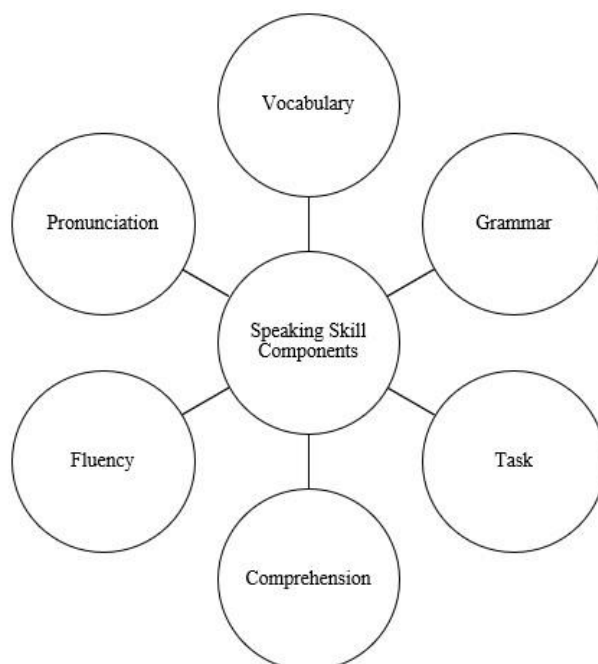 Vocabulary
Pronunciation
Grammar
Speaking Skill
Components
Fluency
Task
Comprehension